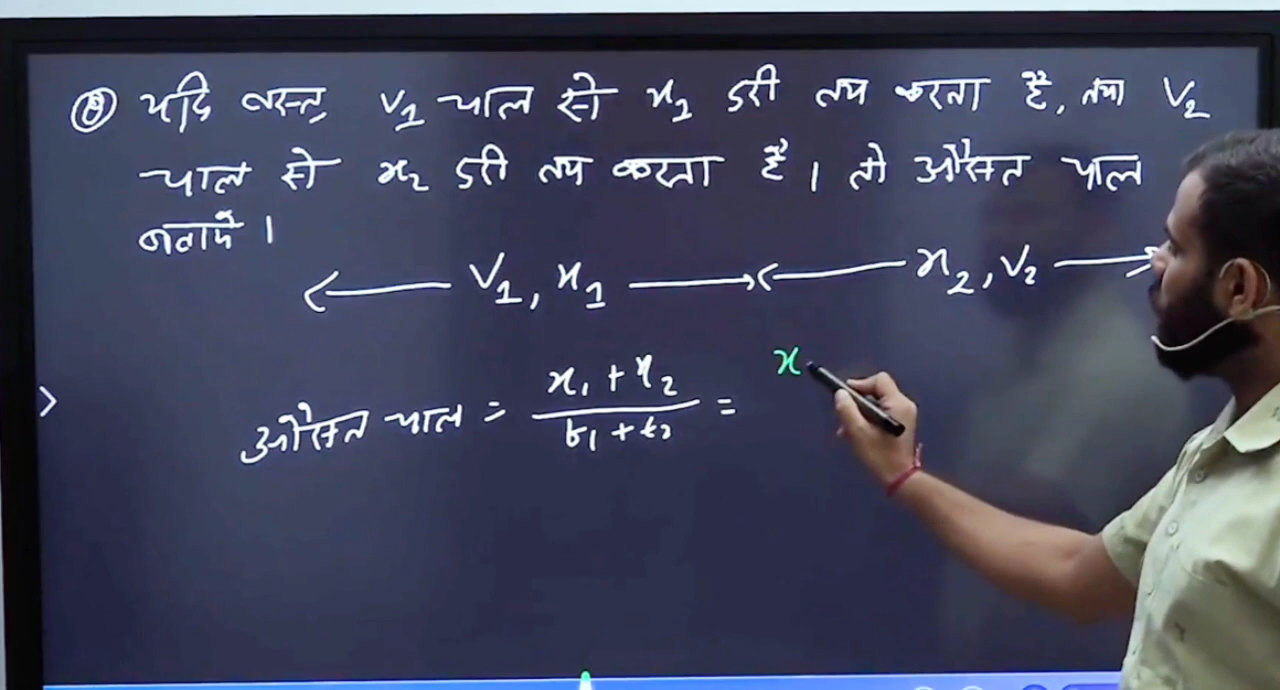 ⊕ यदि वस्तु V₁ चाल से x₁ दूरी तय करता है, तथा V₂
चाल से x₂ दूरी तय करता है। तो औसत चाल
बतायें।
V₁, x₁ x₂, V₂
औसत चाल = (x₁ + x₂) / (t₁ + t₂) = x